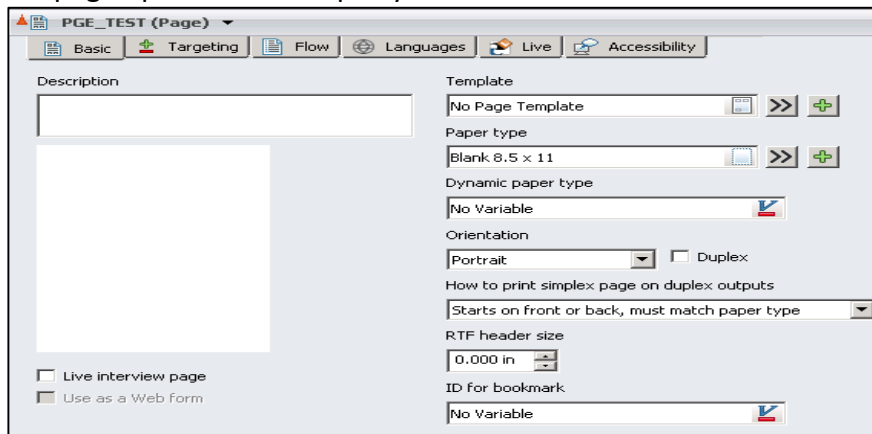 PGE_TEST (Page)
Basic Targeting Flow Languages Live Accessibility
Description
Template
No Page Template
Paper type
Blank 8.5 x 11
Dynamic paper type
No Variable
Orientation
Portrait Duplex
How to print simplex page on duplex outputs
Starts on front or back, must match paper type
RTF header size
0.000 in
Live interview page
ID for bookmark
Use as a Web form
No Variable